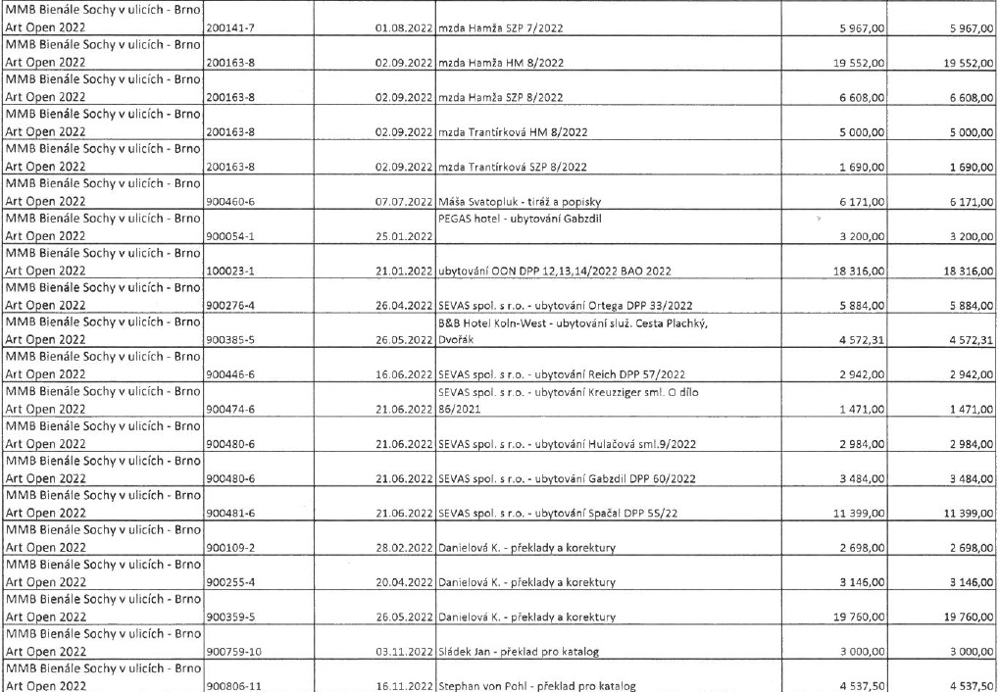 MMB Bienále Sochy v ulicích - Brno
Art Open 2022 200141-7 01.08.2022 mzda Hamža SZP 7/2022 5 967,00 5 967,00
MMB Bienále Sochy v ulicích - Brno
Art Open 2022 200163-8 02.09.2022 mzda Hamža HM 8/2022 19 552,00 19 552,00
MMB Bienále Sochy v ulicích - Brno
Art Open 2022 200163-8 02.09.2022 mzda Hamža SZP 8/2022 6 608,00 6 608,00
MMB Bienále Sochy v ulicích - Brno
Art Open 2022 200163-8 02.09.2022 mzda Trantírková HM 8/2022 5 000,00 5 000,00
MMB Bienále Sochy v ulicích - Brno
Art Open 2022 200163-8 02.09.2022 mzda Trantírková SZP 8/2022 1 690,00 1 690,00
MMB Bienále Sochy v ulicích - Brno
Art Open 2022 900460-6 07.07.2022 Máša Svatopluk - tiráž a popisky 6 171,00 6 171,00
MMB Bienále Sochy v ulicích - Brno PEGAS hotel - ubytování Gabzdil
Art Open 2022 900054-1 25.01.2022 3 200,00 3 200,00
MMB Bienále Sochy v ulicích - Brno
Art Open 2022 100023-1 21.01.2022 ubytování OON DPP 12,13,14/2022 BAO 2022 18 316,00 18 316,00
MMB Bienále Sochy v ulicích - Brno
Art Open 2022 900276-4 26.04.2022 SEVAS spol. s r.o. - ubytování Ortega DPP 33/2022 5 884,00 5 884,00
MMB Bienále Sochy v ulicích - Brno B&B Hotel Koln-West - ubytování služ. Cesta Plachký,
Art Open 2022 900385-5 26.05.2022 Dvořák 4 572,31 4 572,31
MMB Bienále Sochy v ulicích - Brno
Art Open 2022 900446-6 16.06.2022 SEVAS spol. s r.o. - ubytování Reich DPP 57/2022 2 942,00 2 942,00
MMB Bienále Sochy v ulicích - Brno SEVAS spol. s r.o. - ubytování Kreuzziger sml. O dílo
Art Open 2022 900474-6 21.06.2022 86/2021 1 471,00 1 471,00
MMB Bienále Sochy v ulicích - Brno
Art Open 2022 900480-6 21.06.2022 SEVAS spol. s r.o. - ubytování Hulačová sml.9/2022 2 984,00 2 984,00
MMB Bienále Sochy v ulicích - Brno
Art Open 2022 900480-6 21.06.2022 SEVAS spol. s r.o. - ubytování Gabzdil DPP 60/2022 3 484,00 3 484,00
MMB Bienále Sochy v ulicích - Brno
Art Open 2022 900481-6 21.06.2022 SEVAS spol. s r.o. - ubytování Spačal DPP 55/22 11 399,00 11 399,00
MMB Bienále Sochy v ulicích - Brno
Art Open 2022 900109-2 28.02.2022 Danielová K. - překlady a korektury 2 698,00 2 698,00
MMB Bienále Sochy v ulicích - Brno
Art Open 2022 900255-4 20.04.2022 Danielová K. - překlady a korektury 3 146,00 3 146,00
MMB Bienále Sochy v ulicích - Brno
Art Open 2022 900359-5 26.05.2022 Danielová K. - překlady a korektury 19 760,00 19 760,00
MMB Bienále Sochy v ulicích - Brno
Art Open 2022 900759-10 03.11.2022 Sládek Jan - překlad pro katalog 3 000,00 3 000,00
MMB Bienále Sochy v ulicích - Brno
Art Open 2022 900806-11 16.11.2022 Stephan von Pohl - překlad pro katalog 4 537,50 4 537,50